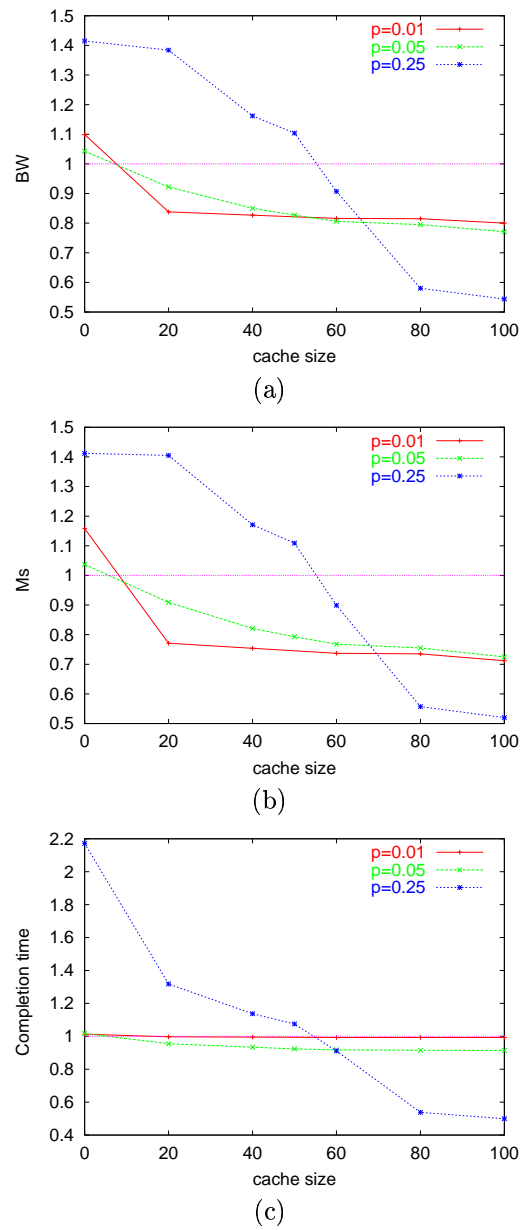 1.5
1.4
1.3
1.2
1.1
1
0.9
0.8
0.7
0.6
0.5
BW
p=0.01
p=0.05
p=0.25
0 20 40 60 80 100
cache size
(a)
1.5
1.4
1.3
1.2
1.1
1
0.9
0.8
0.7
0.6
0.5
Ms
p=0.01
p=0.05
p=0.25
0 20 40 60 80 100
cache size
(b)
2.2
2
1.8
1.6
1.4
1.2
1
0.8
0.6
0.4
Completion time
p=0.01
p=0.05
p=0.25
0 20 40 60 80 100
cache size
(c)